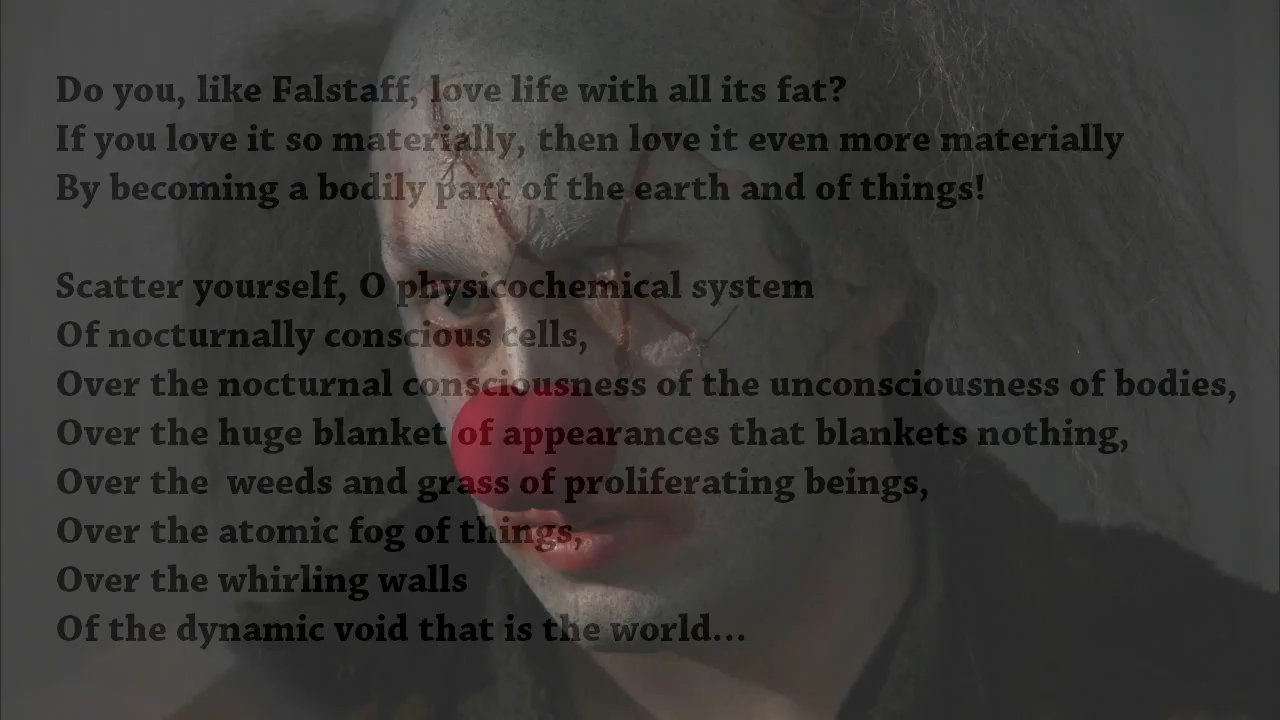 Do you, like Falstaff, love life with all its fat?
If you love it so materially, then love it even more materially
By becoming a bodily part of the earth and of things!
Scatter yourself, O physicochemical system
Of nocturnally conscious cells,
Over the nocturnal consciousness of the unconsciousness of bodies,
Over the huge blanket of appearances that blankets nothing,
Over the  weeds and grass of proliferating beings,
Over the atomic fog of things,
Over the whirling walls
Of the dynamic void that is the world...